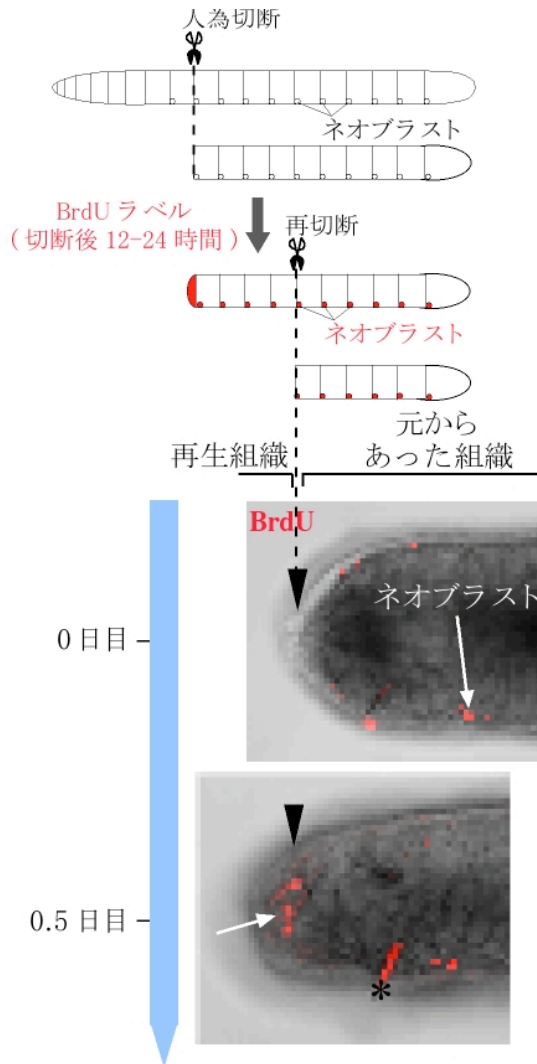 人為切断
ネオブラスト
BrdU ラベル
( 切断後 12-24 時間 )
再切断
ネオブラスト
再生組織
元から
あった組織
BrdU
ネオブラスト
0 日目
0.5 日目
*